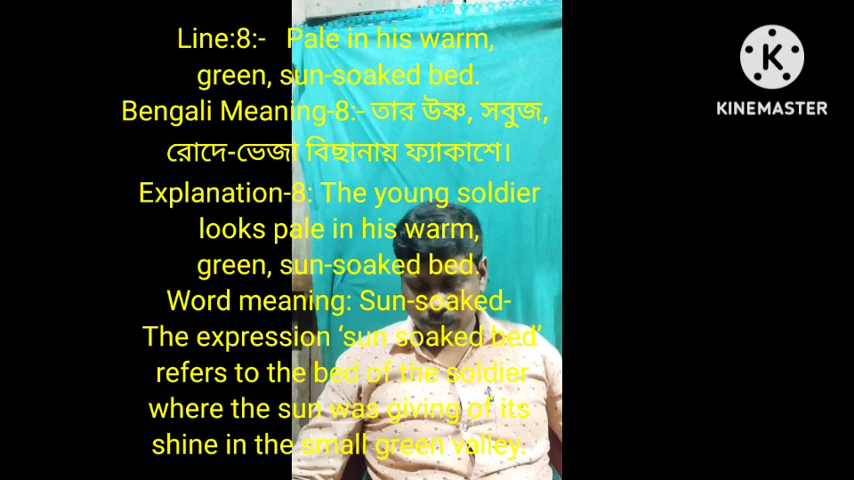 Line:8:- Pale in his warm,
green, sun-soaked bed.
Bengali Meaning-8:- তার উষ্ণ, সবুজ,
রোদে-ভেজা বিছানায় ফ্যাকাশে।
Explanation-8: The young soldier
looks pale in his warm,
green, sun-soaked bed.
Word meaning: Sun-soaked-
The expression ‘sun soaked bed’
refers to the bed of the soldier
where the sun was giving of its
shine in the small green valley.
KINEMASTER